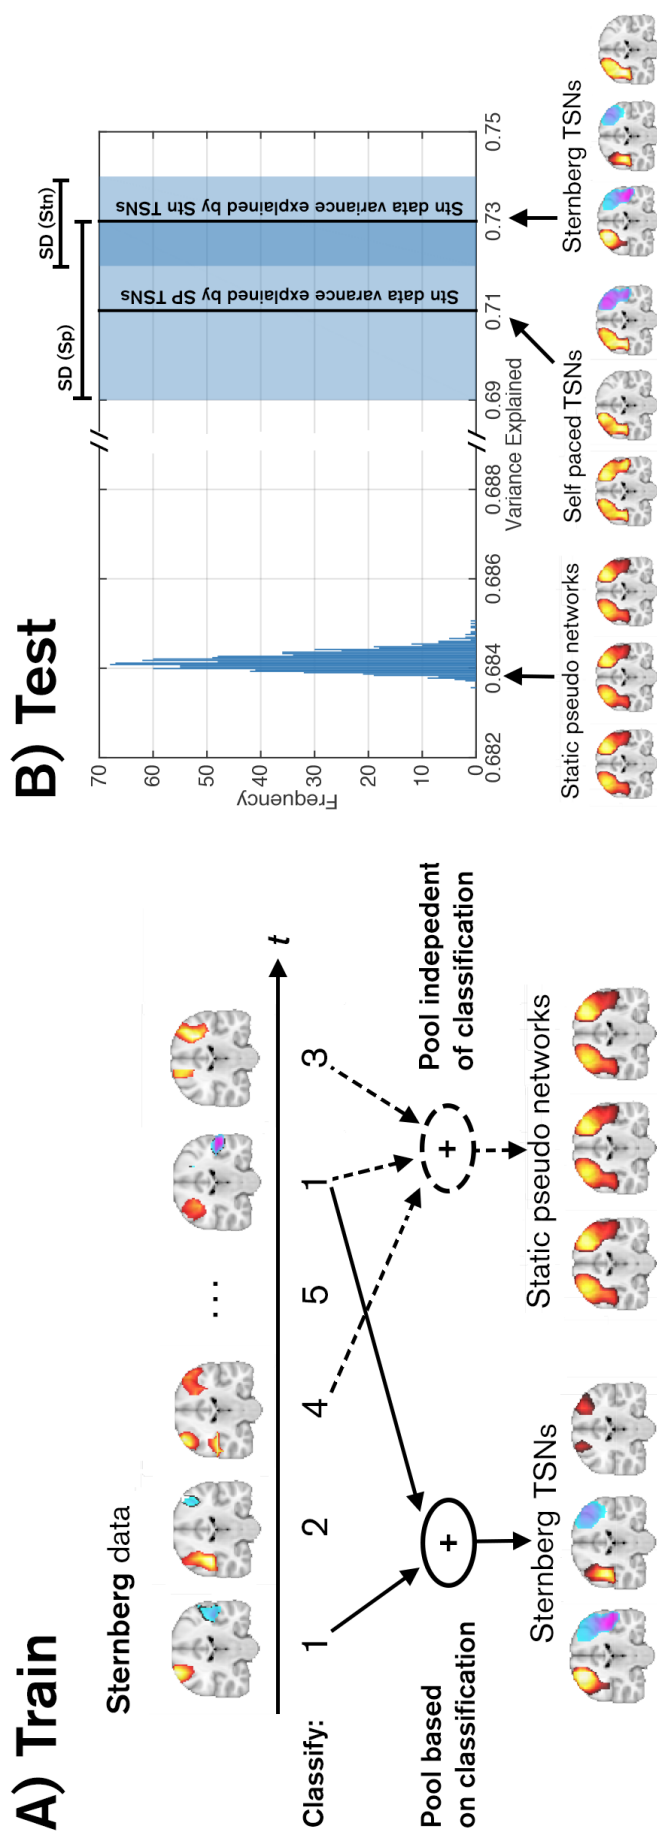 A) Train
Sternberg data
...
t
Classify:
1 2 4 5 1 3
Pool based
on classification
+
+
Pool indepedent
of classification
Sternberg TSNs
Static pseudo networks
B) Test
SD (Sp)
SD (Stn)
Frequency
70
60
50
40
30
20
10
0
Stn data varance explained by SP TSNs
Stn data variance explained by Stn TSNs
0.682 0.684 0.686 0.688 0.69 0.71 0.73 0.75
Variance Explained
Static pseudo networks
Self paced TSNs
Sternberg TSNs